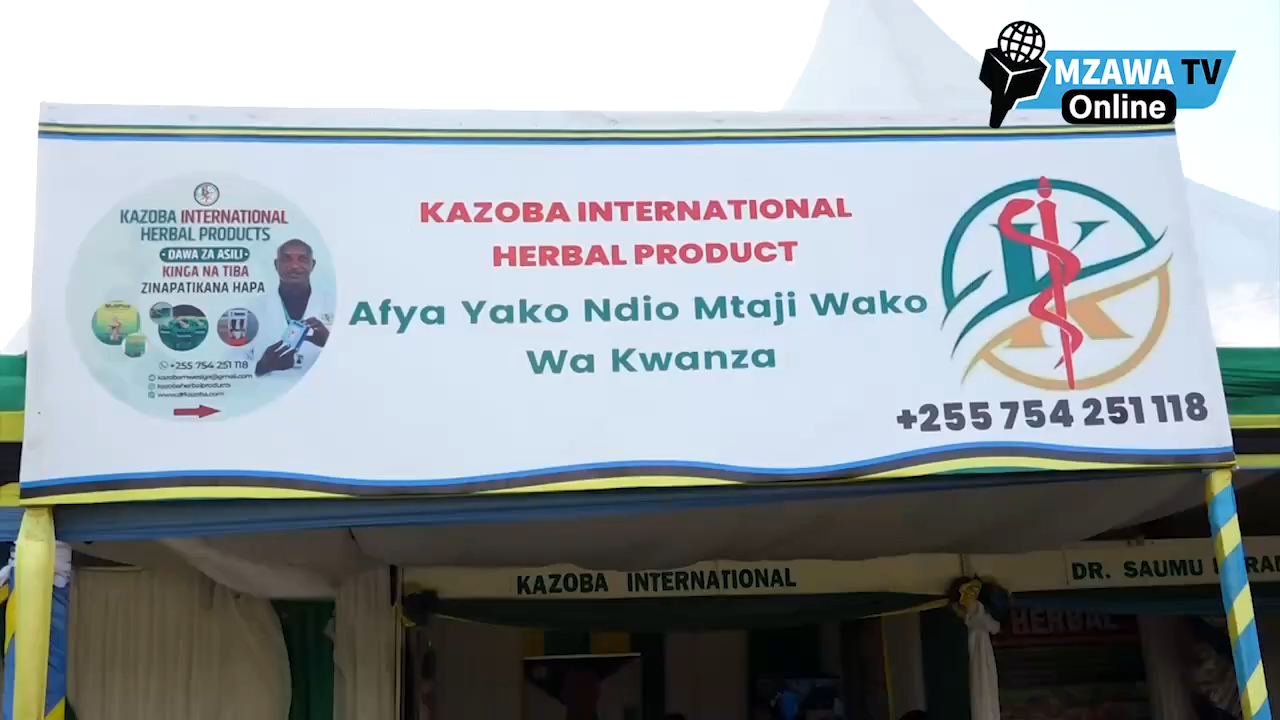 MZAWA TV
Online
KAZOBA INTERNATIONAL
HERBAL PRODUCTS
DAWA ZA ASILI
KINGA NA TIBA
ZINAPATIKANA HAPA
+255 754 251 118
KAZOBA INTERNATIONAL
HERBAL PRODUCT
Afya Yako Ndio Mtaji Wako
Wa Kwanza
+255 754 251 118
KAZOBA INTERNATIONAL
DR. SAUMU
HERBAL